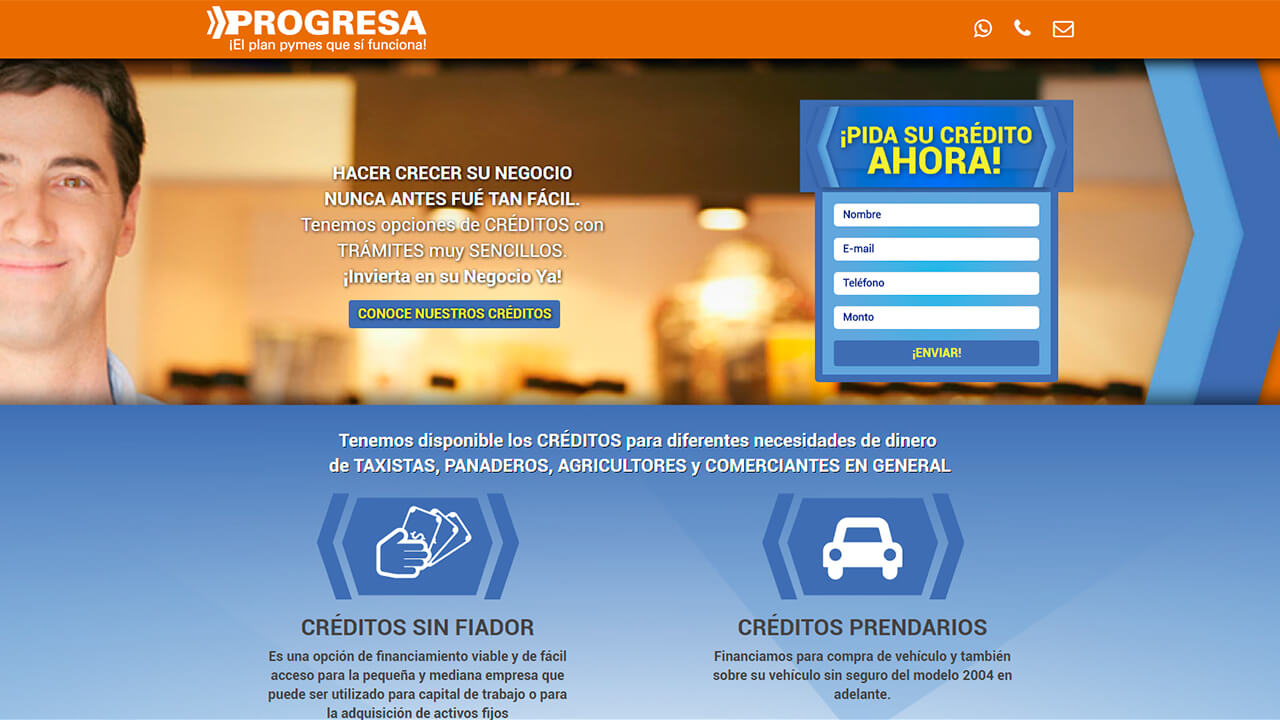 PROGRESA
¡El plan pymes que sí funciona!
HACER CRECER SU NEGOCIO
NUNCA ANTES FUÉ TAN FÁCIL.
Tenemos opciones de CRÉDITOS con
TRÁMITES muy SENCILLOS.
¡Invierta en su Negocio Ya!
CONOCE NUESTROS CRÉDITOS
¡PIDA SU CRÉDITO
AHORA!
Nombre
E-mail
Teléfono
Monto
¡ENVIAR!
Tenemos disponible los CRÉDITOS para diferentes necesidades de dinero
de TAXISTAS, PANADEROS, AGRICULTORES y COMERCIANTES EN GENERAL
CRÉDITOS SIN FIADOR
Es una opción de financiamiento viable y de fácil
acceso para la pequeña y mediana empresa que
puede ser utilizado para capital de trabajo o para
la adquisición de activos fijos
CRÉDITOS PRENDARIOS
Financiamos para compra de vehículo y también
sobre su vehículo sin seguro del modelo 2004 en
adelante.